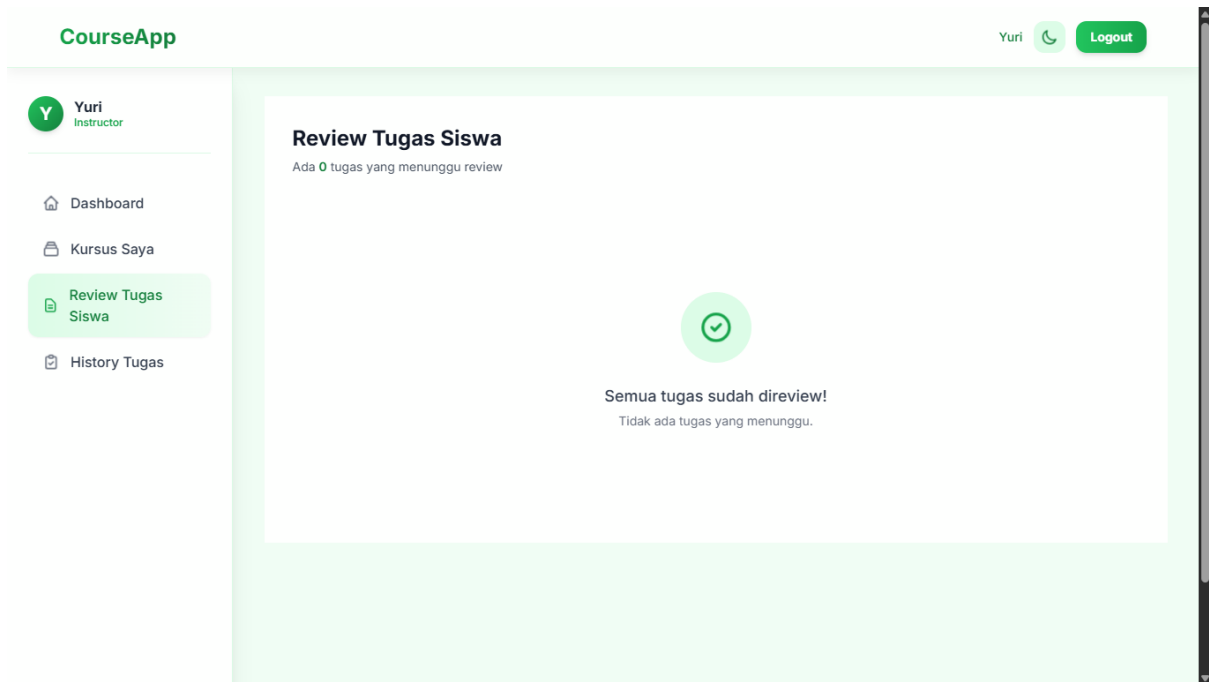 CourseApp
Yuri
Logout
Y
Yuri
Instructor
Dashboard
Kursus Saya
Review Tugas
Siswa
History Tugas
Review Tugas Siswa
Ada 0 tugas yang menunggu review
Semua tugas sudah direview!
Tidak ada tugas yang menunggu.